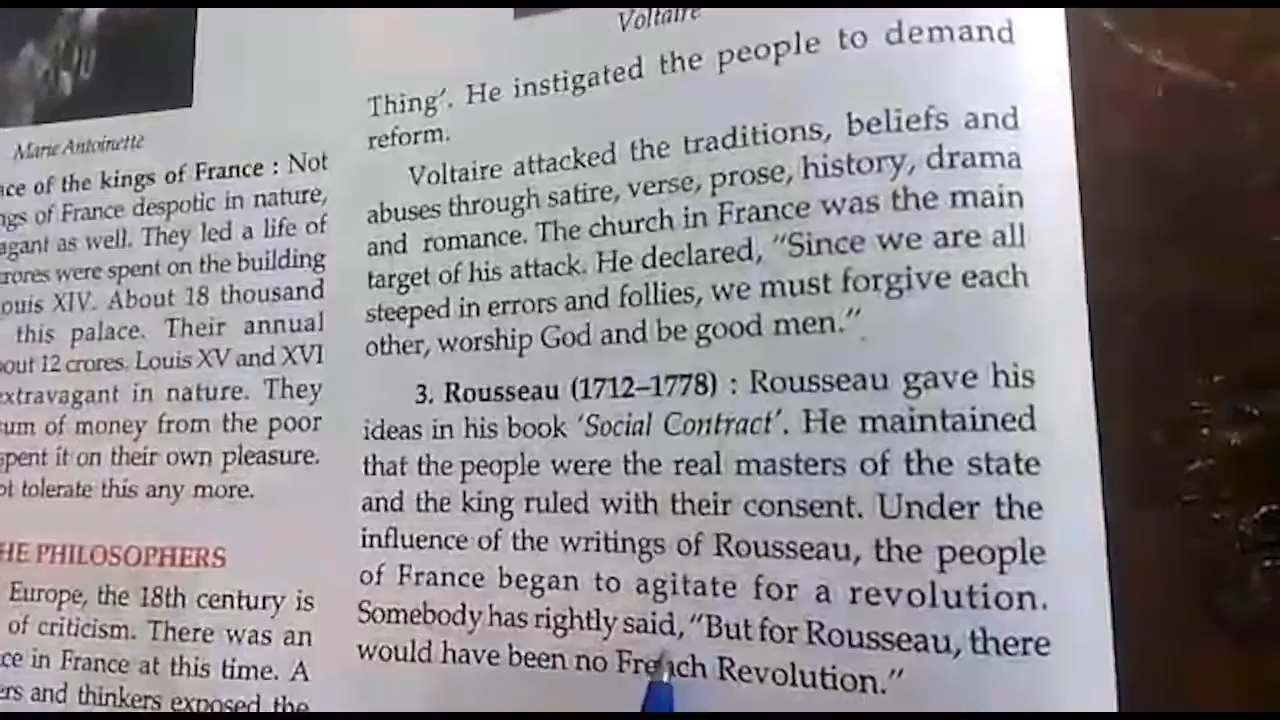 Marie Antoinette
ace of the kings of France : Not
ngs of France despotic in nature,
agant as well. They led a life of
crores were spent on the building
ouis XIV. About 18 thousand
this palace. Their annual
bout 12 crores. Louis XV and XVI
extravagant in nature. They
sum of money from the poor
spent it on their own pleasure.
ot tolerate this any more.
HE PHILOSOPHERS
Europe, the 18th century is
of criticism. There was an
ce in France at this time. A
ers and thinkers exposed the
Voltaire
Thing'. He instigated the people to demand
reform.
Voltaire attacked the traditions, beliefs and
abuses through satire, verse, prose, history, drama
and romance. The church in France was the main
target of his attack. He declared, "Since we are all
steeped in errors and follies, we must forgive each
other, worship God and be good men."
3. Rousseau (1712–1778) : Rousseau gave his
ideas in his book 'Social Contract'. He maintained
that the people were the real masters of the state
and the king ruled with their consent. Under the
influence of the writings of Rousseau, the people
of France began to agitate for a revolution.
Somebody has rightly said, "But for Rousseau, there
would have been no French Revolution."